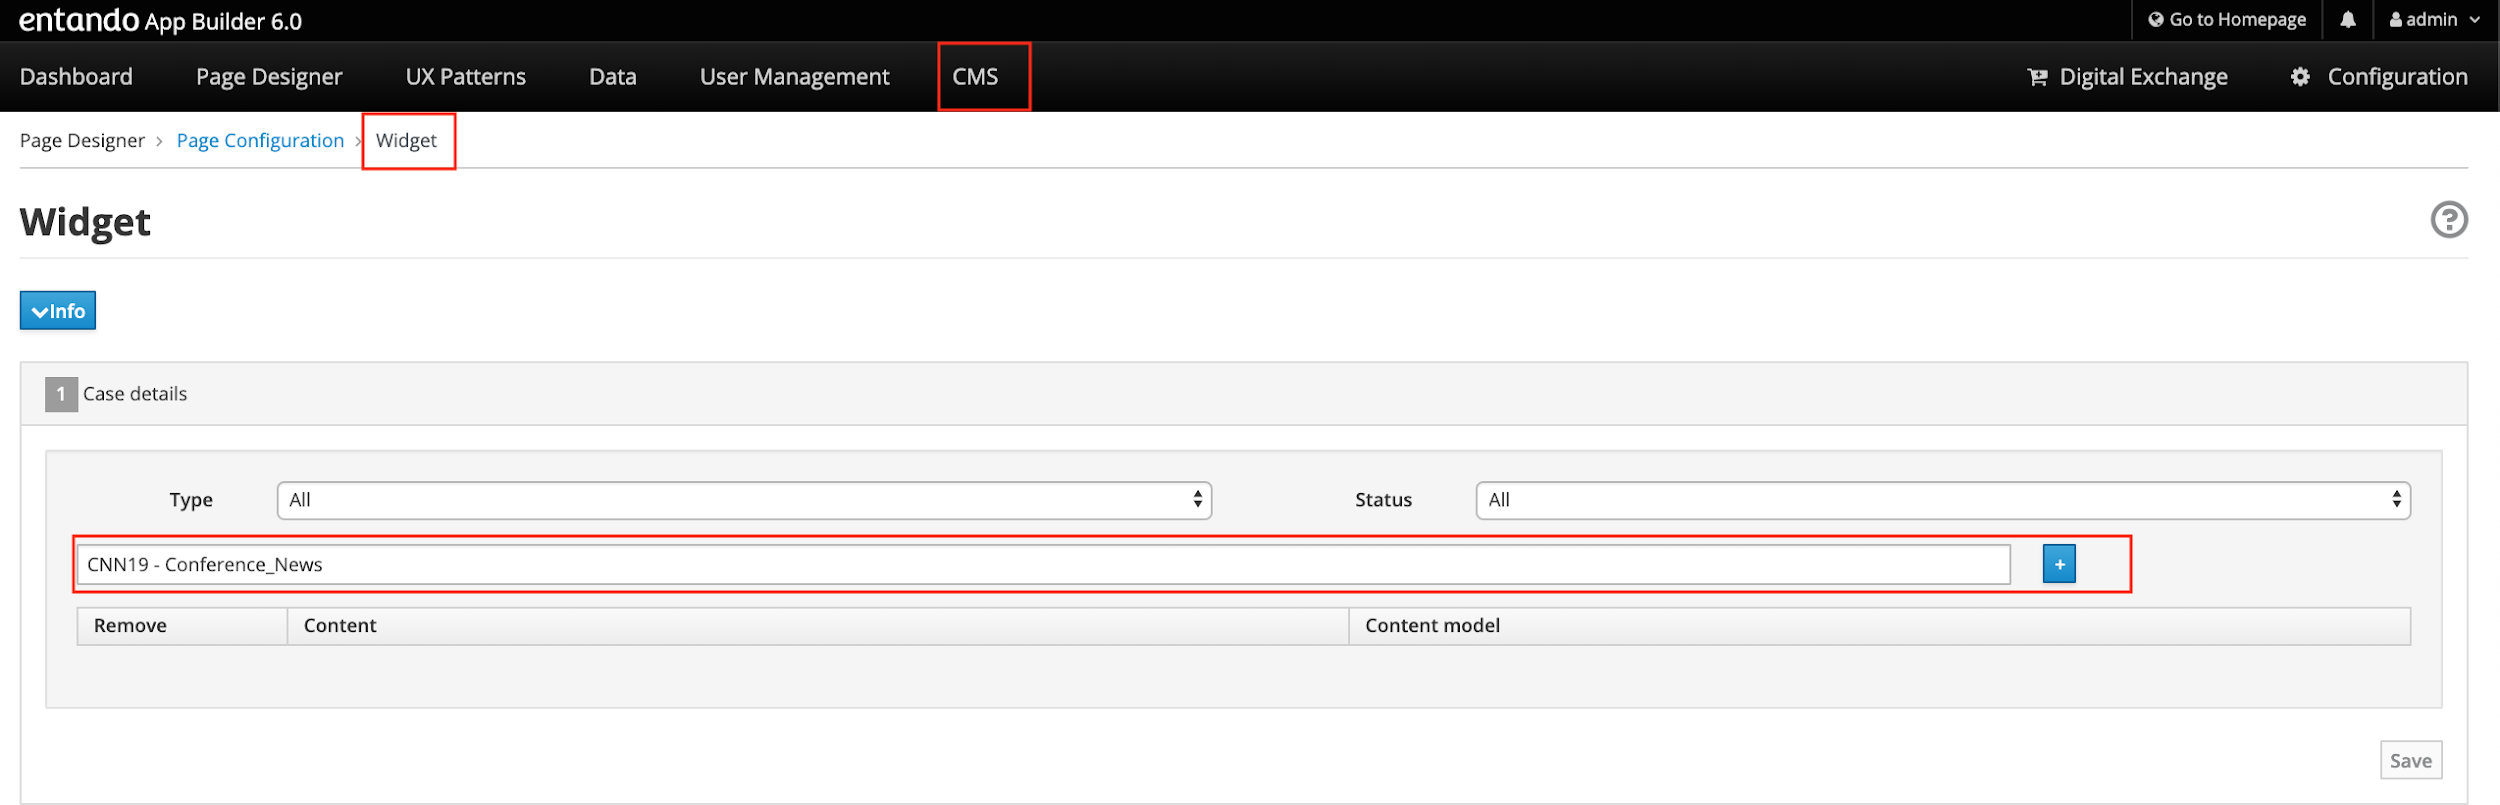 entando App Builder 6.0 Go to Homepage admin
Dashboard Page Designer UX Patterns Data User Management CMS Digital Exchange Configuration
Page Designer > Page Configuration > Widget
Widget
?
Info
1 Case details
Type All Status All
CNN19 - Conference_News +
Remove Content Content model
Save